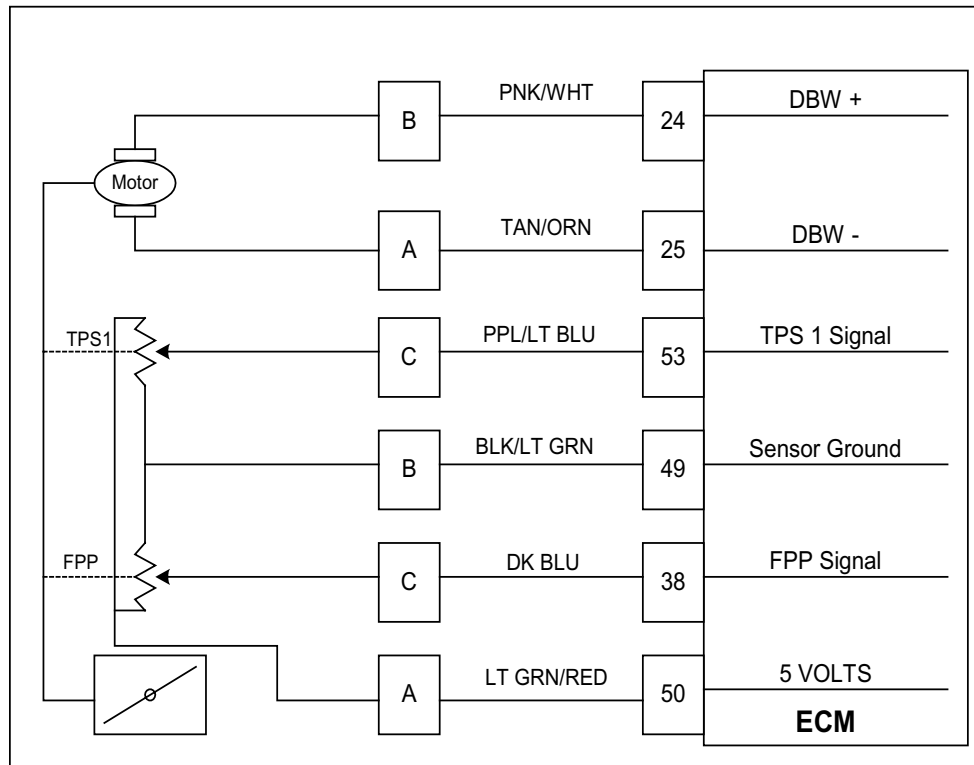 B PNK/WHT 24 DBW +
Motor
A TAN/ORN 25 DBW -
TPS1 C PPL/LT BLU 53 TPS 1 Signal
B BLK/LT GRN 49 Sensor Ground
FPP C DK BLU 38 FPP Signal
A LT GRN/RED 50 5 VOLTS
ECM